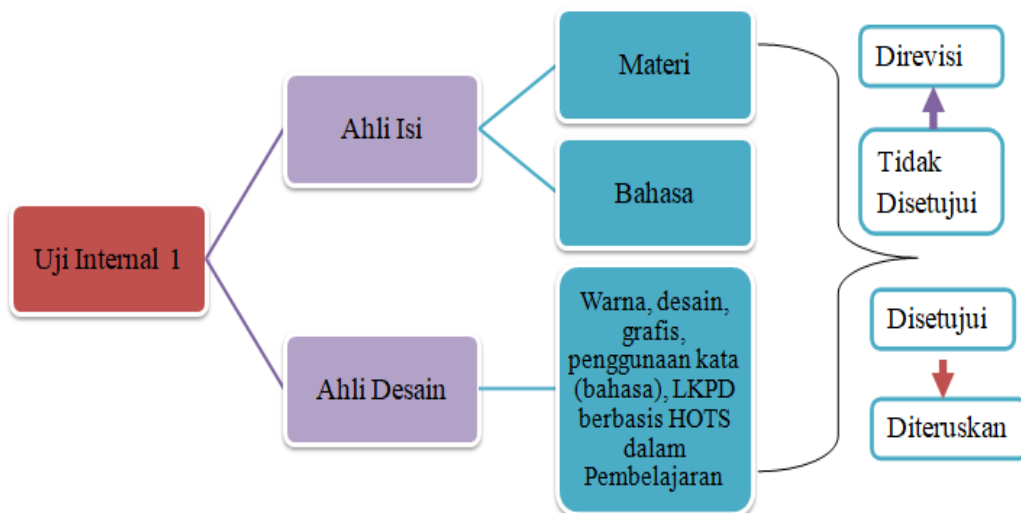 Uji Internal 1
Ahli Isi
Ahli Desain
Materi
Bahasa
Warna, desain,
grafis,
penggunaan kata
(bahasa), LKPD
berbasis HOTS
dalam
Pembelajaran
Direvisi
Tidak
Disetujui
Disetujui
Diteruskan